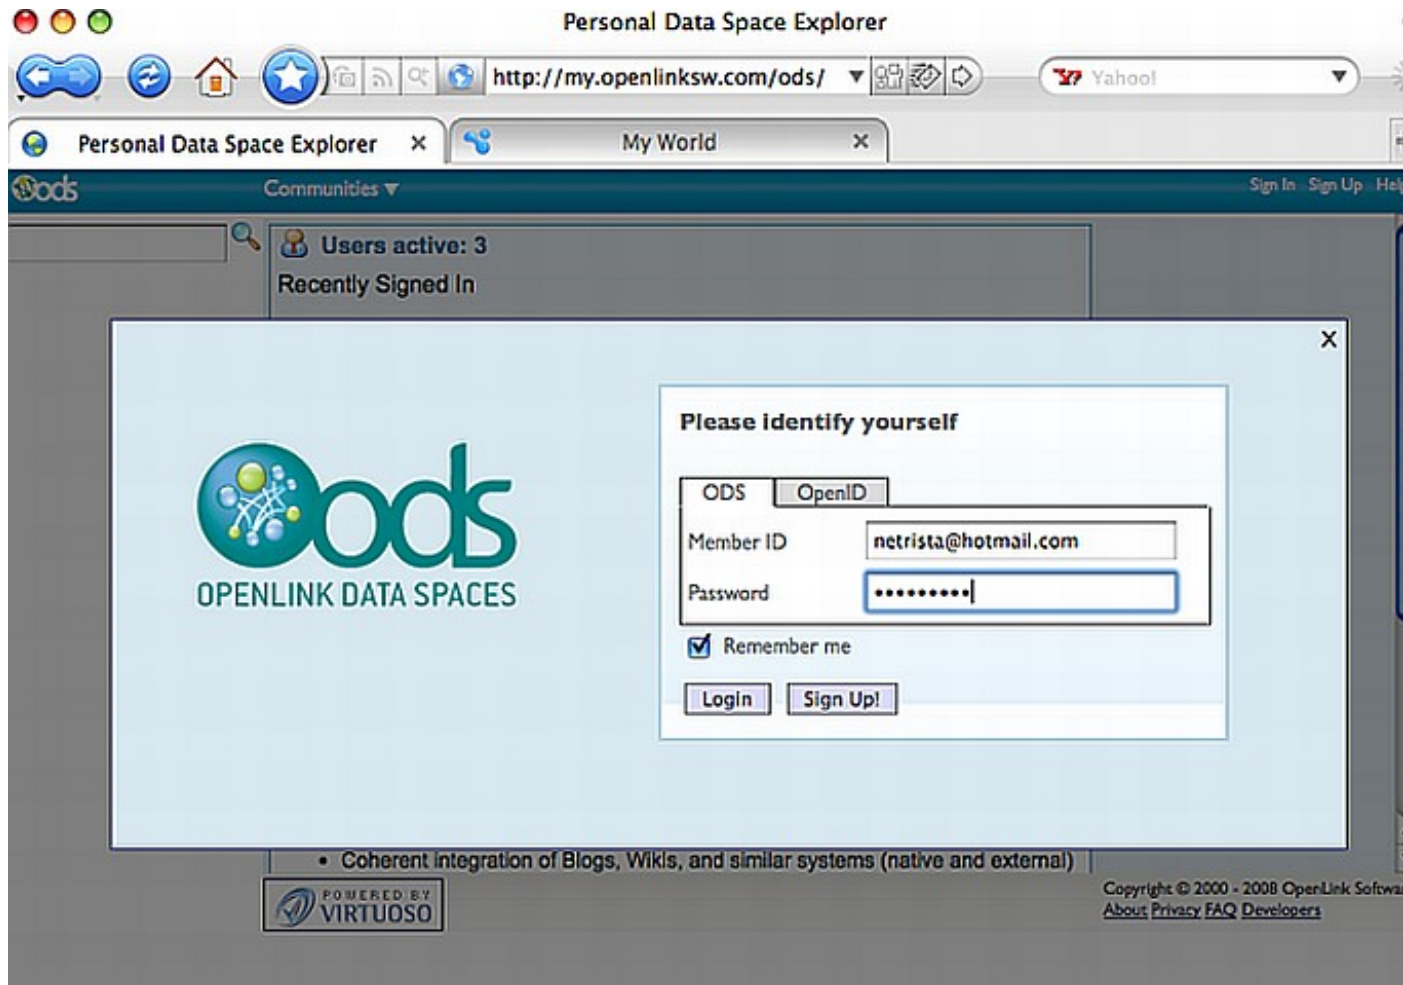 Personal Data Space Explorer
http://my.openlinksw.com/ods/
Yahoo!
Personal Data Space Explorer
My World
ods
Communities
Sign In Sign Up
Users active: 3
Recently Signed In
X
Please identify yourself
ODS OpenID
Member ID netrista@hotmail.com
Password •••••••••
Remember me
Login Sign Up!
ods
OPENLINK DATA SPACES
• Coherent integration of Blogs, Wikis, and similar systems (native and external)
POWERED BY
VIRTUOSO
Copyright © 2000 - 2008 OpenLink Softwa
About Privacy FAQ Developers